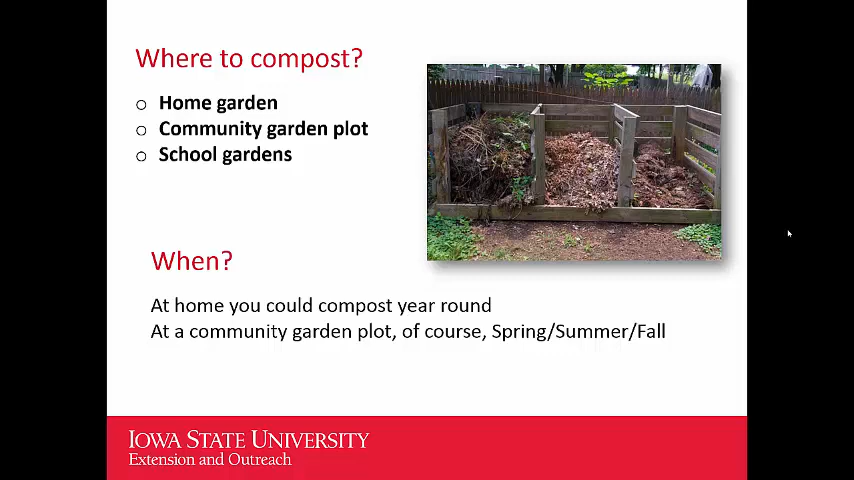 Where to compost?
Home garden
Community garden plot
School gardens
When?
At home you could compost year round
At a community garden plot, of course, Spring/Summer/Fall
IOWA STATE UNIVERSITY
Extension and Outreach